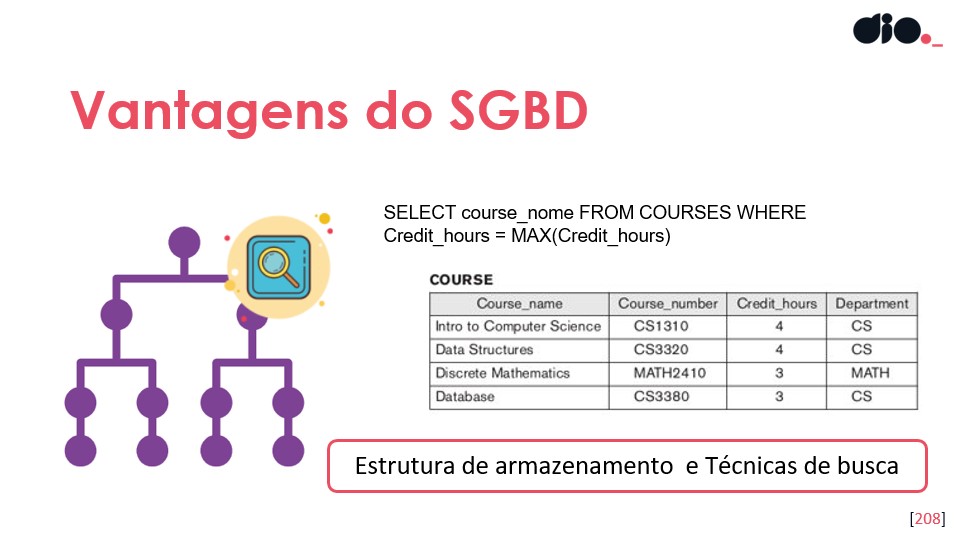 dio._
Vantagens do SGBD
SELECT course_nome FROM COURSES WHERE
Credit_hours = MAX(Credit_hours)
COURSE
Course_name Course_number Credit_hours Department
Intro to Computer Science CS1310 4 CS
Data Structures CS3320 4 CS
Discrete Mathematics MATH2410 3 MATH
Database CS3380 3 CS
Estrutura de armazenamento e Técnicas de busca
[208]